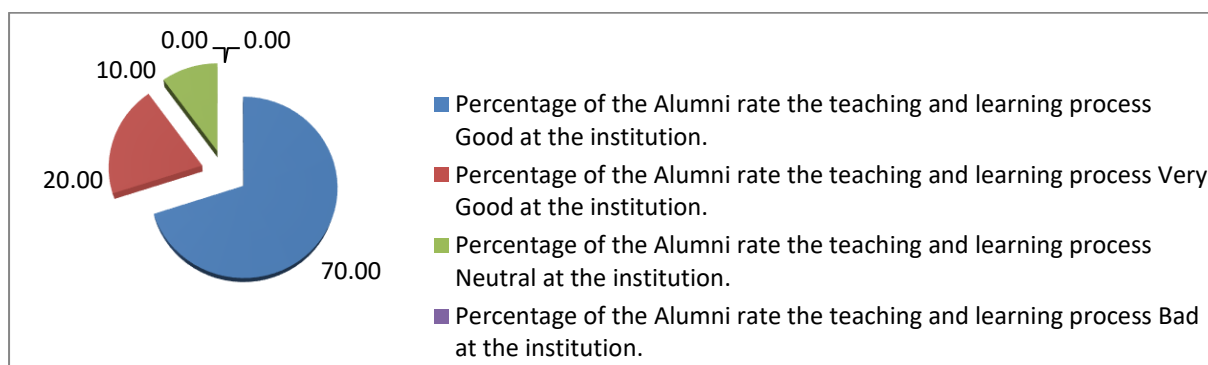 0.00 0.00
10.00
20.00
70.00
Percentage of the Alumni rate the teaching and learning process
Good at the institution.
Percentage of the Alumni rate the teaching and learning process Very
Good at the institution.
Percentage of the Alumni rate the teaching and learning process
Neutral at the institution.
Percentage of the Alumni rate the teaching and learning process Bad
at the institution.